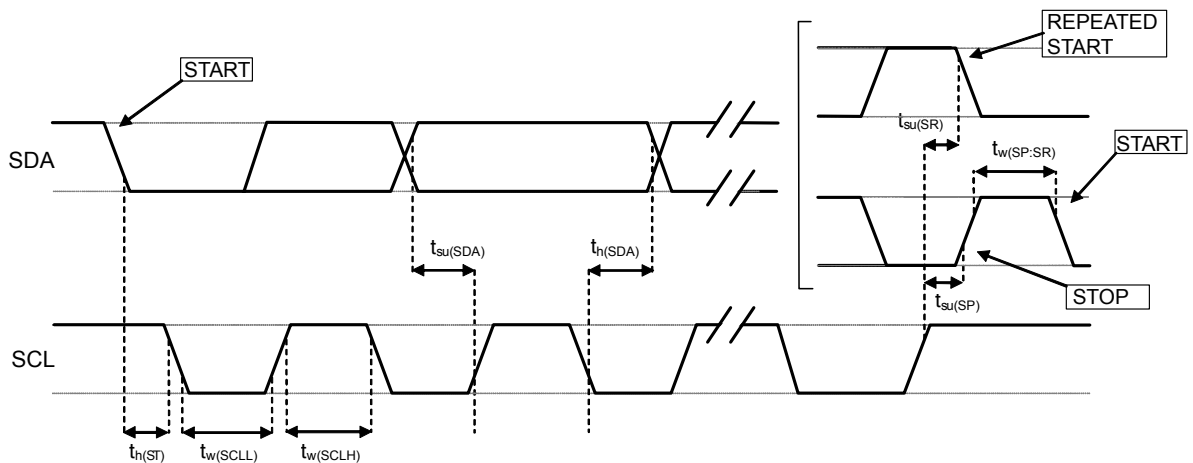 REPEATED
START
START
tsu(SR)
START
SDA
tw(SP:SR)
tsu(SDA)
th(SDA)
STOP
tsu(SP)
SCL
th(ST)
tw(SCLL)
tw(SCLH)